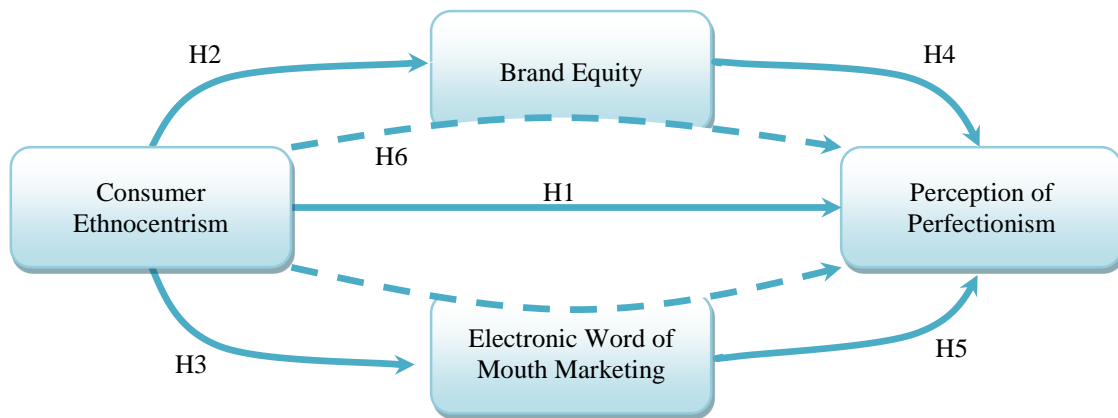 H2
Brand Equity
H4
H6
Consumer
Ethnocentrism
H1
Perception of
Perfectionism
H3
Electronic Word of
Mouth Marketing
H5